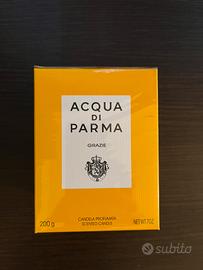 ACQUA
DI
PARMA
GRAZIE
CANDELA PROFUMATA
SCENTED CANDLE
200 g
NET WT 7 OZ.
subito